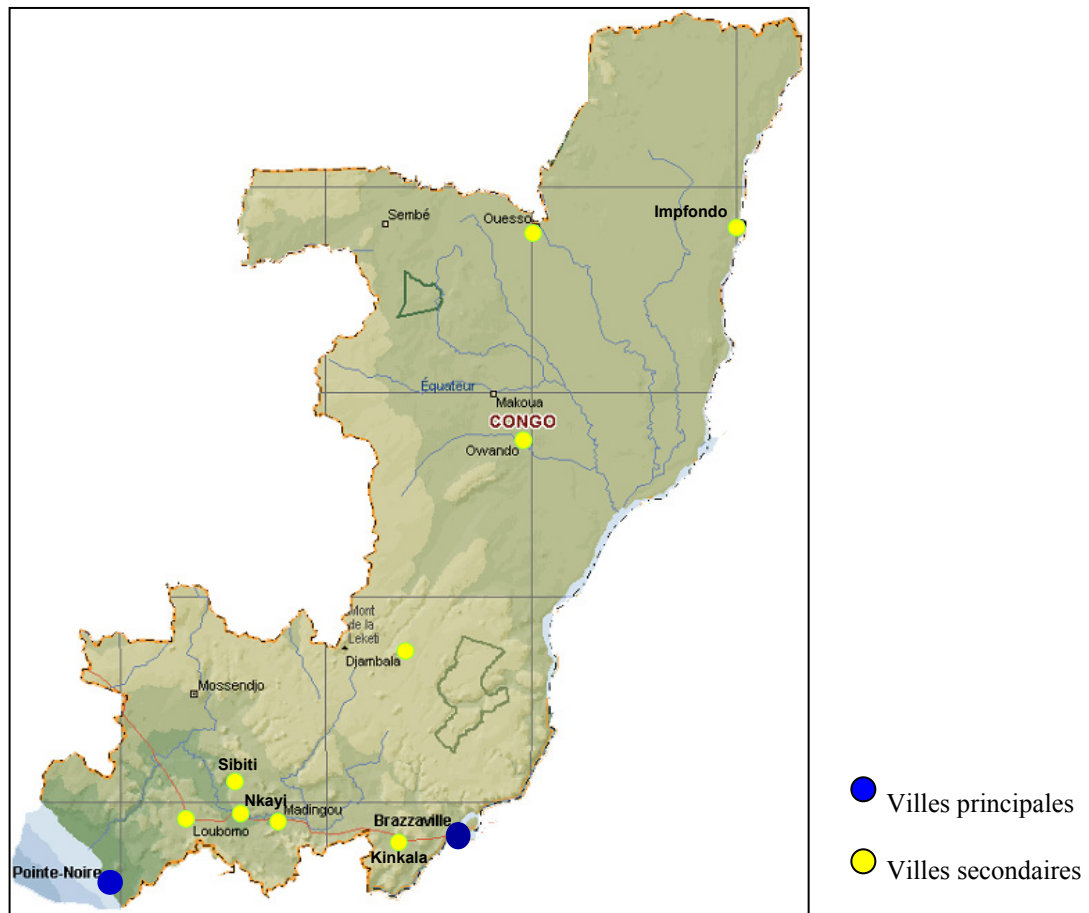 Impfondo
Sembé
Ouesso
Équateur
Makoua
CONGO
Owando
Mont
de la
Leketi
Djambala
Mossendjo
Sibiti
Nkayi
Madingou
Loubomo
Brazzaville
Kinkala
Pointe-Noire
Villes principales
Villes secondaires